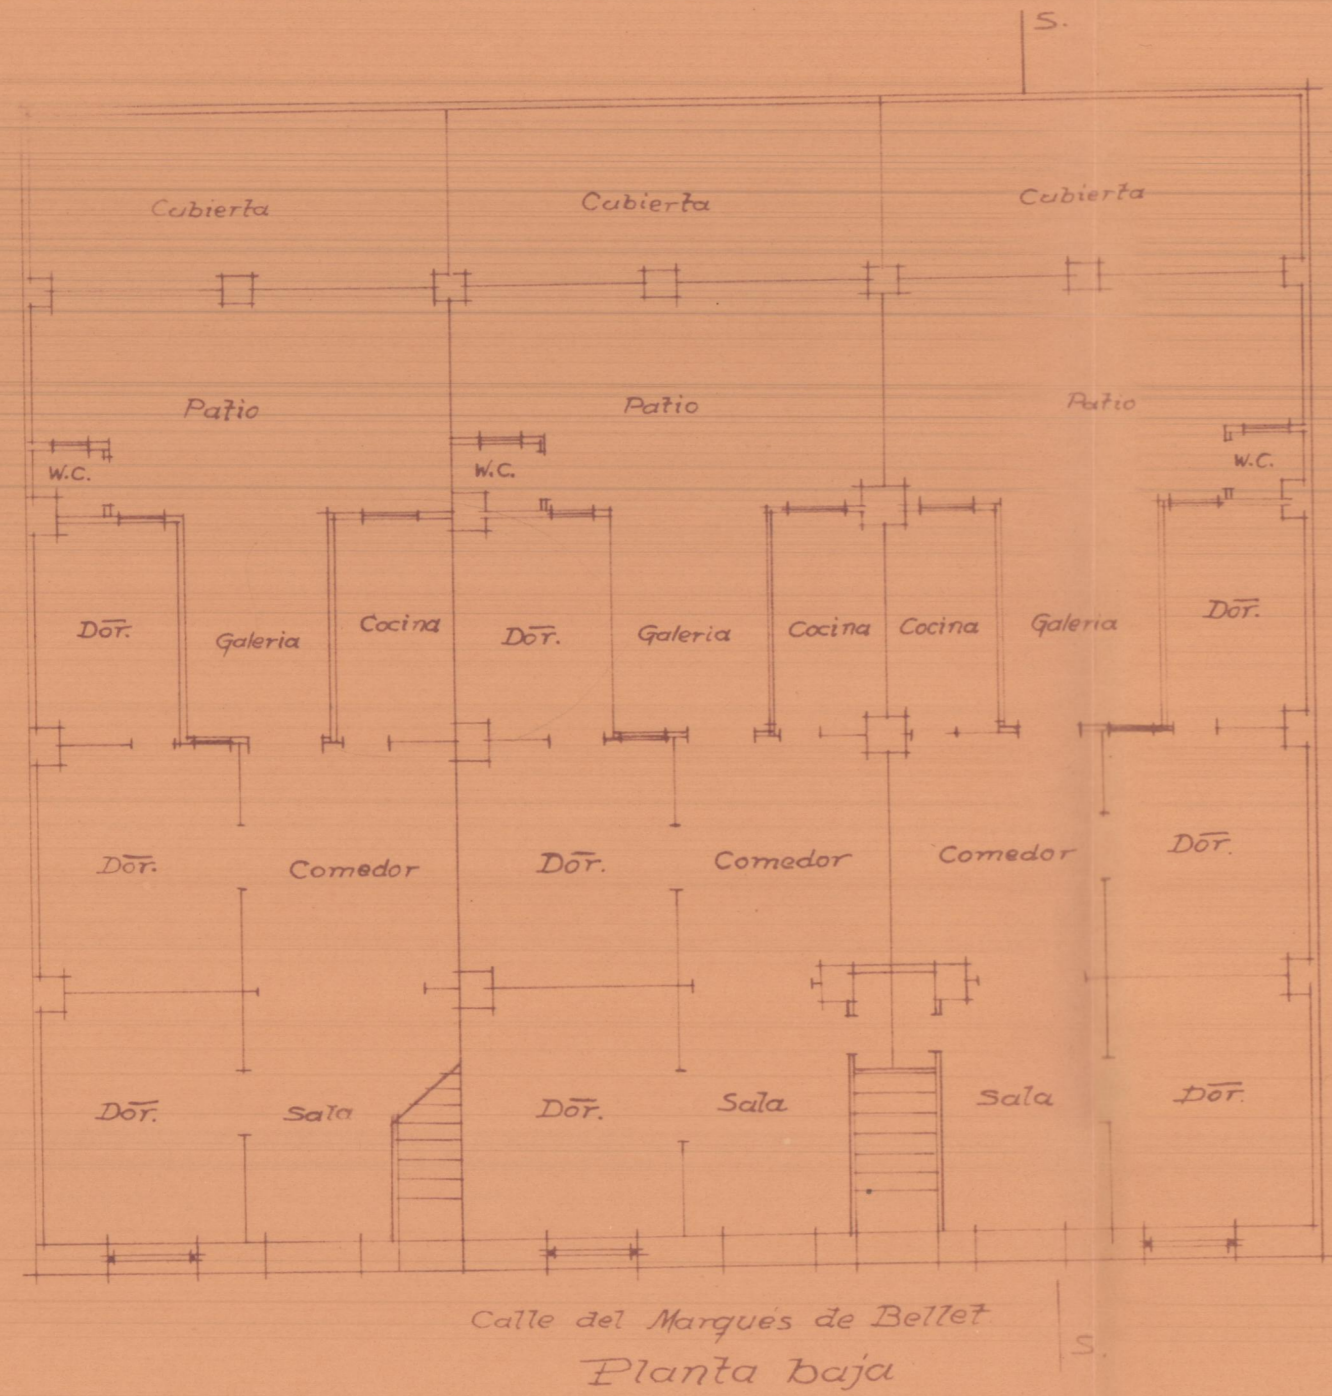 S.
Cubierta Cubierta Cubierta
Patio Patio Patio
W.C. W.C. W.C.
Dor. Galeria Cocina Dor. Galeria Cocina Cocina Galeria Dor.
Dor. Comedor Dor. Comedor Comedor Dor.
Dor. Sala Dor. Sala Sala Dor.
Calle del Marqués de Bellet
S.
Planta baja